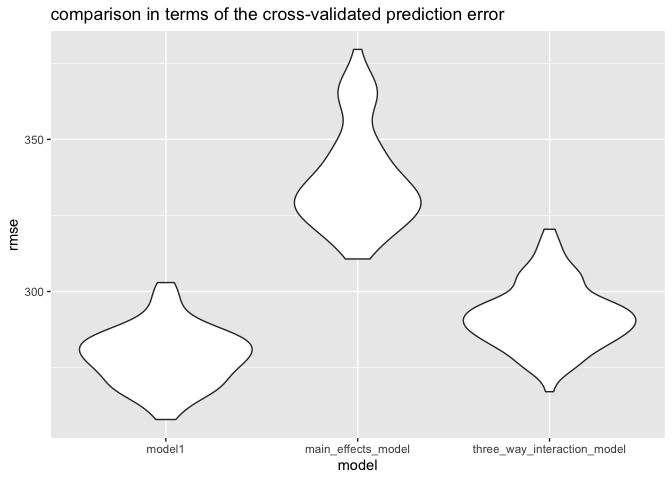 comparison in terms of the cross-validated prediction error
rmse
350
300
model1
main_effects_model
three_way_interaction_model
model